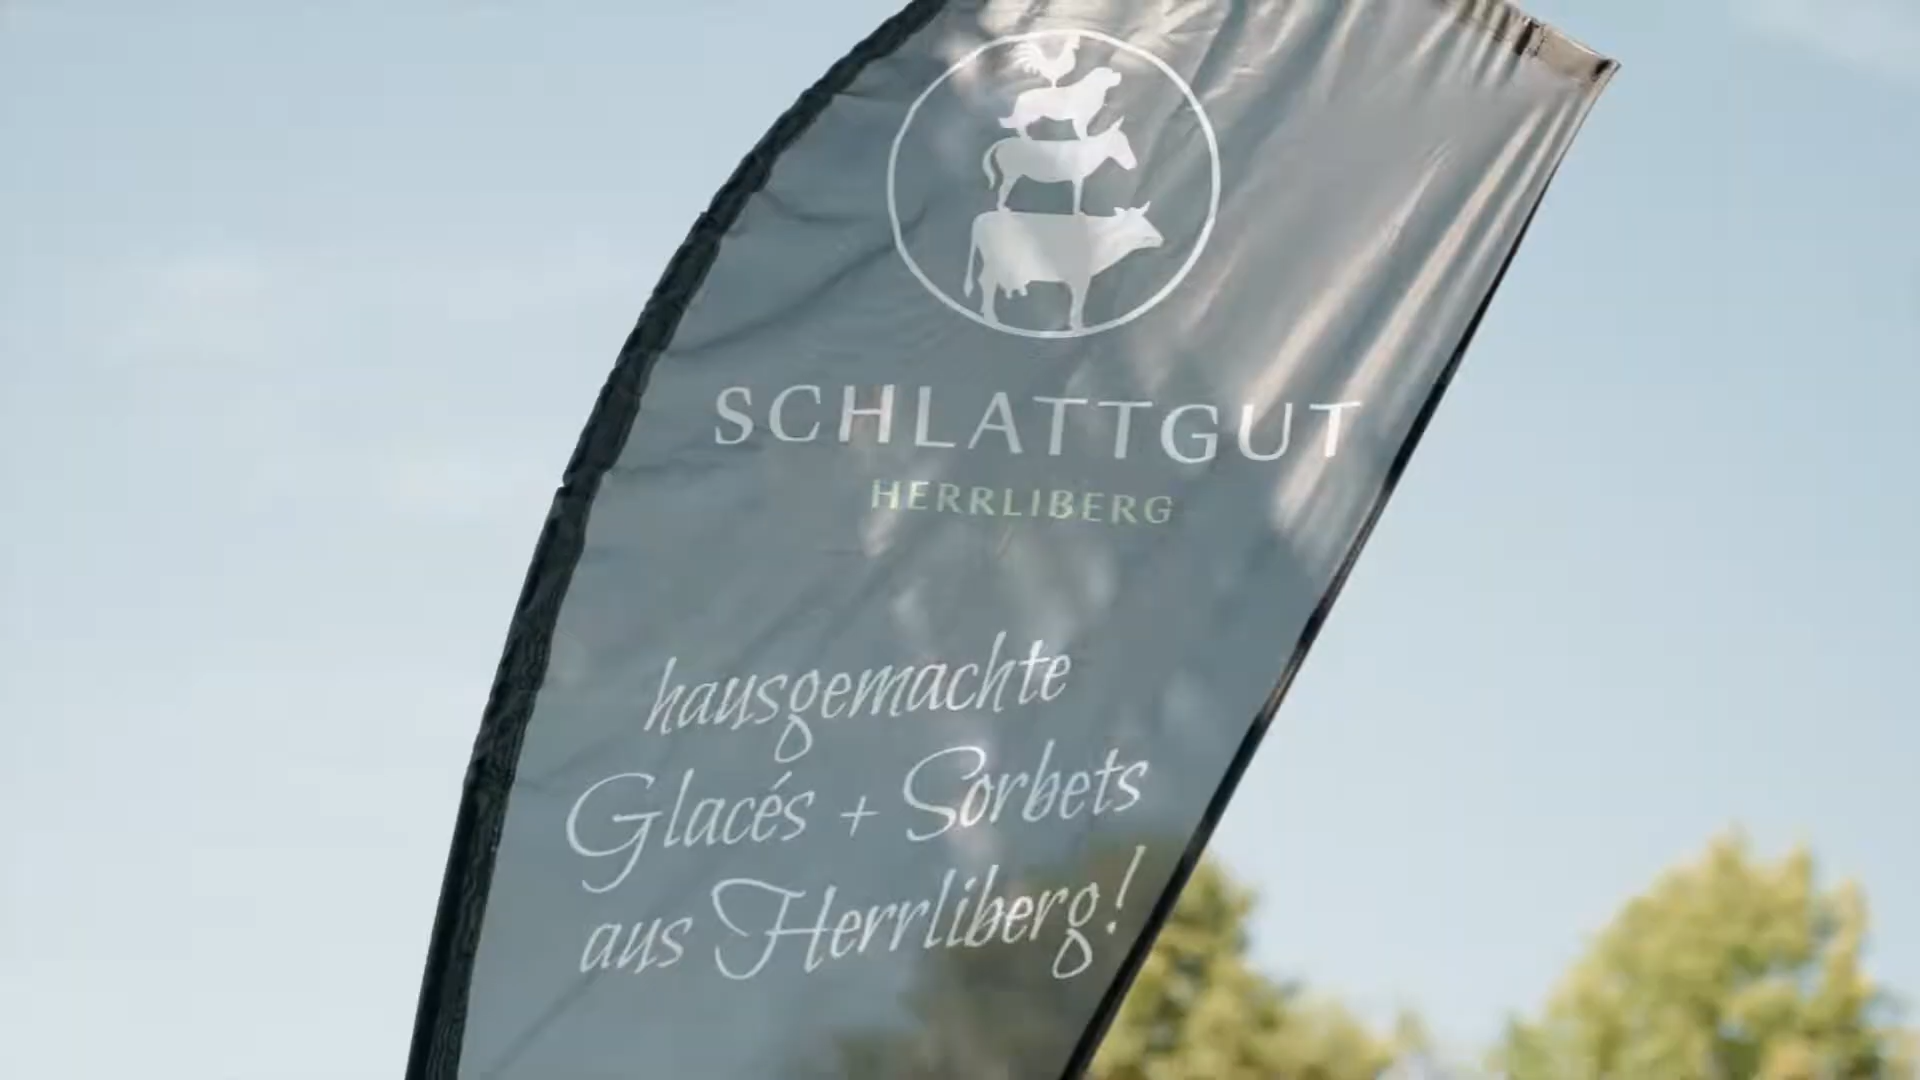 SCHLATTGUT
HERRLIBERG
hausgemachte
Glacés + Sorbets
aus Herrliberg!